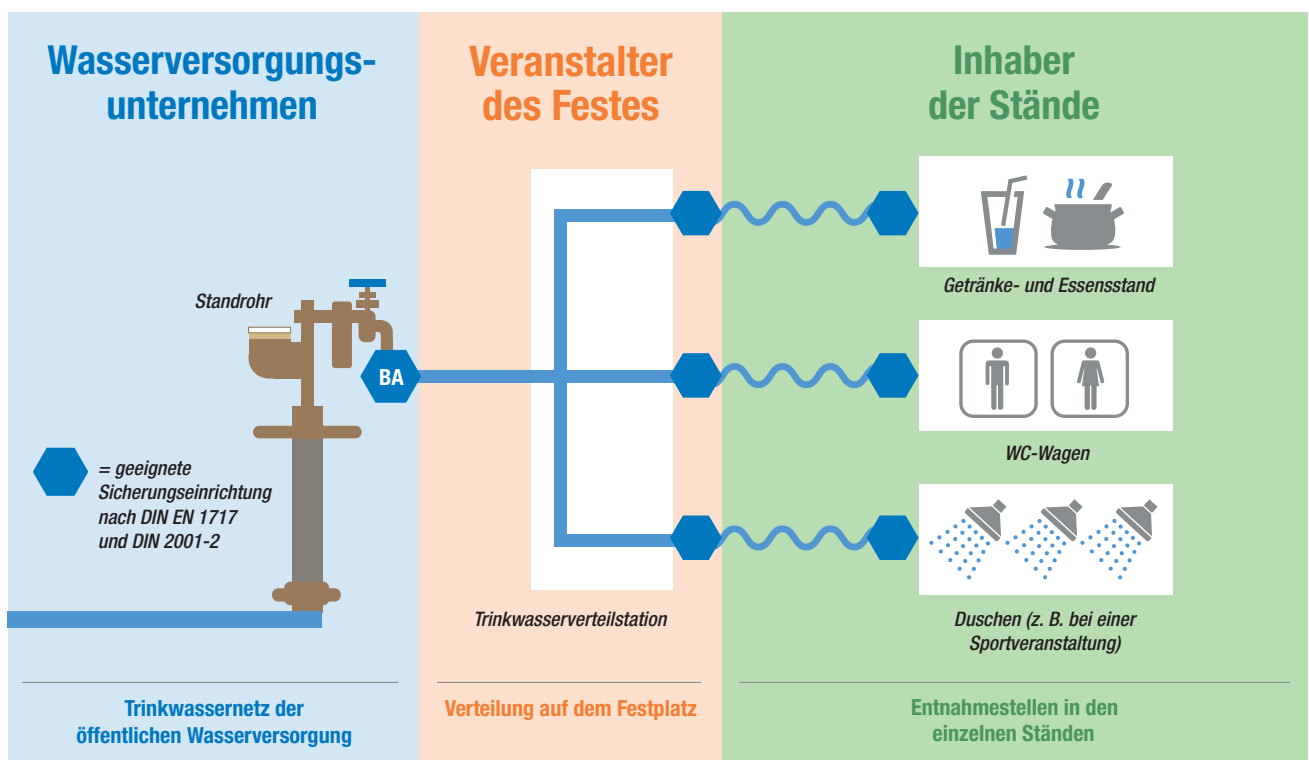 Wasserversorgungs-
unternehmen
Veranstalter
des Festes
Inhaber
der Stände
Standrohr
BA
= geeignete
Sicherungseinrichtung
nach DIN EN 1717
und DIN 2001-2
Trinkwasserverteilstation
Getränke- und Essensstand
WC-Wagen
Duschen (z. B. bei einer
Sportveranstaltung)
Trinkwassernetz der
öffentlichen Wasserversorgung
Verteilung auf dem Festplatz
Entnahmestellen in den
einzelnen Ständen